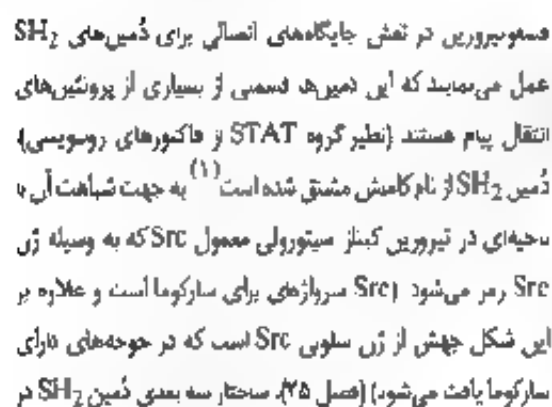 فسفوتیروزین در نقش جایگاه‌های اتصالی برای دُمین‌های SH2
عمل می‌نمایند که این دمین‌ها قسمتی از بسیاری از پروتئین‌های
انتقال پیام هستند (نظیر گروه STAT از فاکتورهای رونویسی)
دُمین SH2 از نام کاملش مشتق شده است(۱) به جهت شباهت آن با
ناحیه‌ای در تیروزین کیناز سیتوزولی معمول Src که به وسیله ژن
Src رمز می‌شود (Src سرواژه‌ای برای سارکوما است و علاوه بر
این شکل جهش از ژن سلولی Src است که در جوجه‌های دارای
سارکوما یافت می‌شود) (فصل ۲۵). ساختار سه بعدی دُمین SH2 در